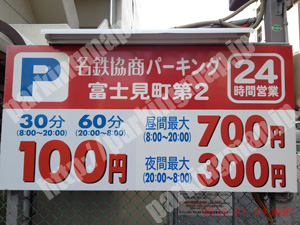 P
名鉄協商パーキング
富士見町第2
24
時間営業
30分 60分
(8:00~20:00) (20:00~8:00)
100円
昼間最大
(8:00~20:00)
700円
夜間最大
(20:00~8:00)
300円